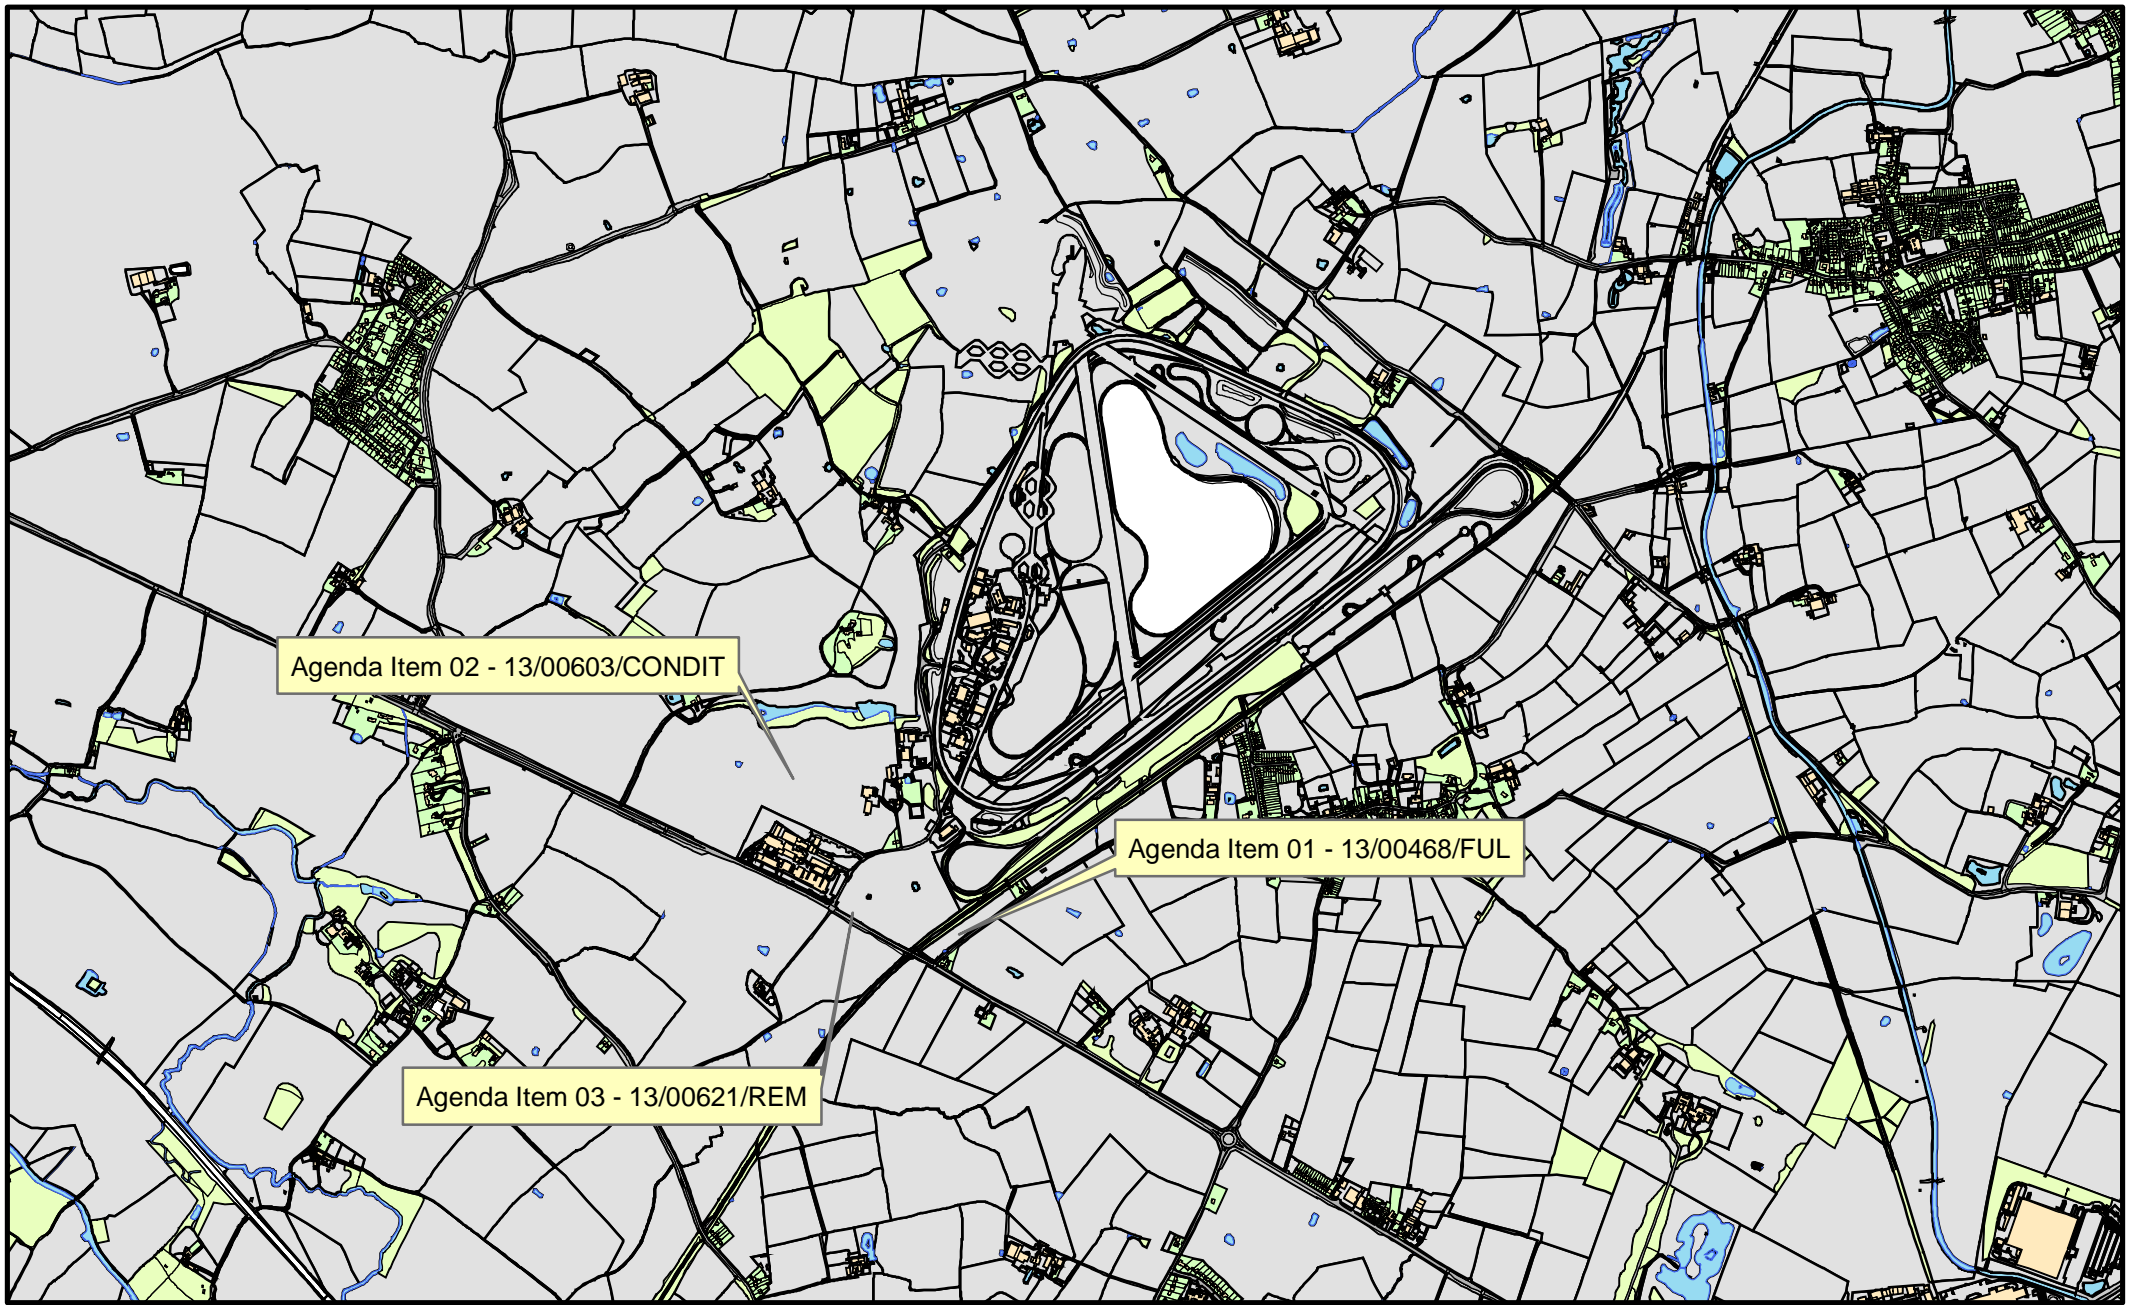 Agenda Item 02 - 13/00603/CONDIT
Agenda Item 01 - 13/00468/FUL
Agenda Item 03 - 13/00621/REM